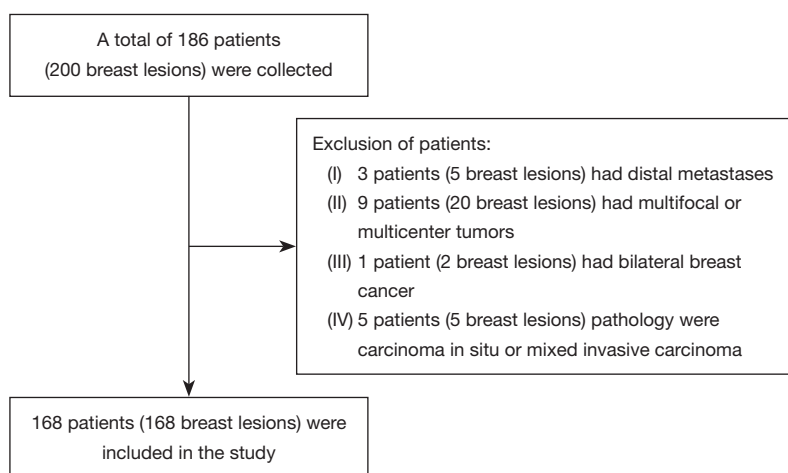 A total of 186 patients
(200 breast lesions) were collected
Exclusion of patients:
(I) 3 patients (5 breast lesions) had distal metastases
(II) 9 patients (20 breast lesions) had multifocal or
multicenter tumors
(III) 1 patient (2 breast lesions) had bilateral breast
cancer
(IV) 5 patients (5 breast lesions) pathology were
carcinoma in situ or mixed invasive carcinoma
168 patients (168 breast lesions) were
included in the study